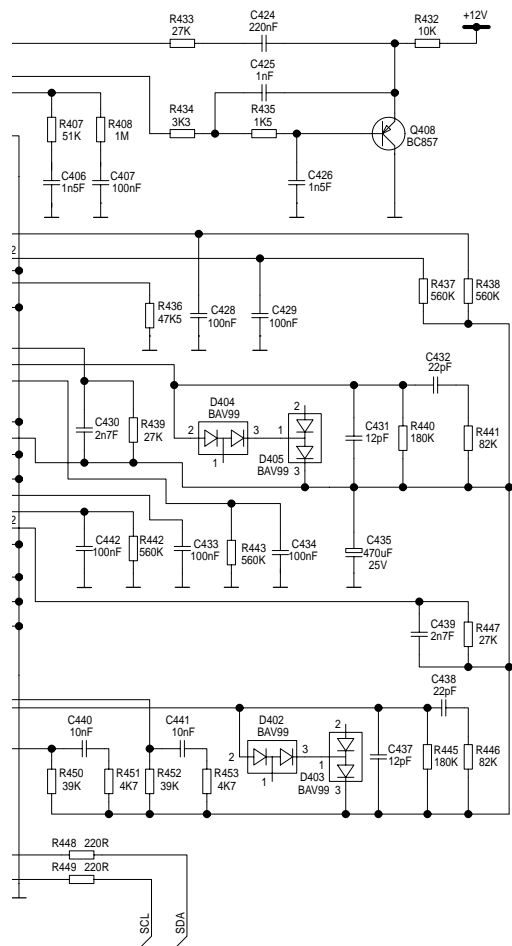 R433
27K
C424
220nF
R432
10K
+12V
C425
1nF
R434
3K3
R435
1K5
Q408
BC857
R407
51K
R408
1M
C406
1n5F
C407
100nF
C426
1n5F
2
R436
47K5
C428
100nF
C429
100nF
R437
560K
R438
560K
C432
22pF
D404
BAV99
2
3
1
2
1
3
D405
BAV99
C430
2n7F
R439
27K
C431
12pF
R440
180K
R441
82K
2
C442
100nF
R442
560K
C433
100nF
R443
560K
C434
100nF
C435
470uF
25V
C439
2n7F
R447
27K
C438
22pF
C440
10nF
C441
10nF
D402
BAV99
2
3
1
2
1
3
D403
BAV99
R450
39K
R451
4K7
R452
39K
R453
4K7
C437
12pF
R445
180K
R446
82K
R448 220R
R449 220R
SCL
SDA